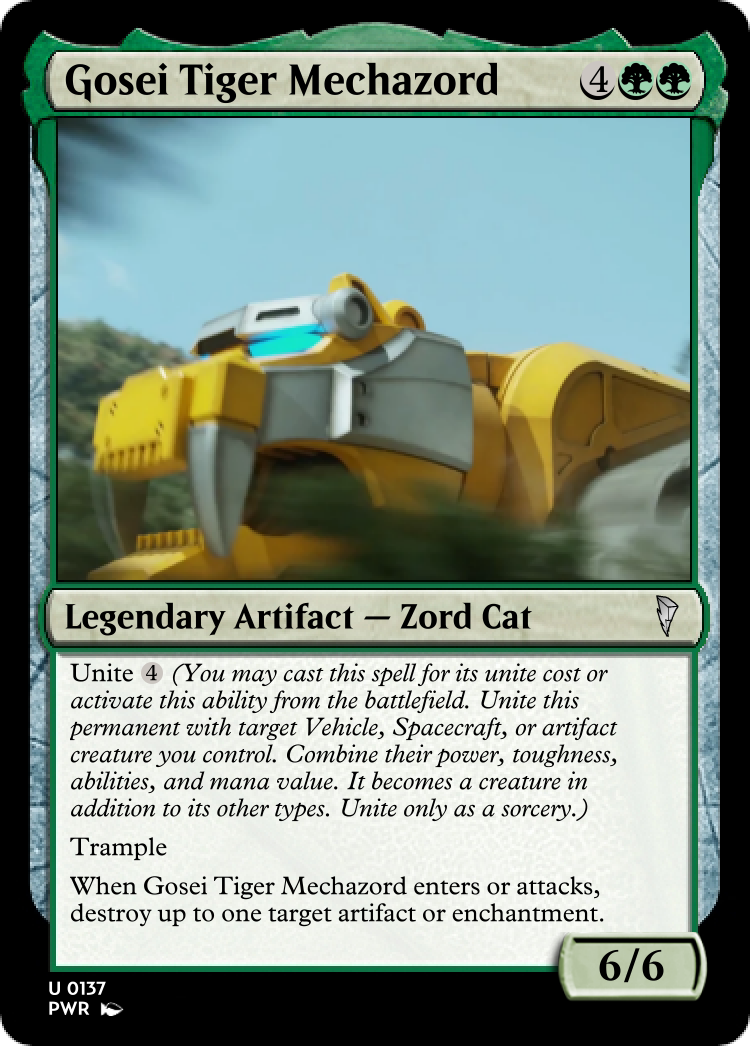 Gosei Tiger Mechazord 4
Legendary Artifact — Zord Cat
Unite 4 (You may cast this spell for its unite cost or
activate this ability from the battlefield. Unite this
permanent with target Vehicle, Spacecraft, or artifact
creature you control. Combine their power, toughness,
abilities, and mana value. It becomes a creature in
addition to its other types. Unite only as a sorcery.)
Trample
When Gosei Tiger Mechazord enters or attacks,
destroy up to one target artifact or enchantment.
6/6
U 0137
PWR